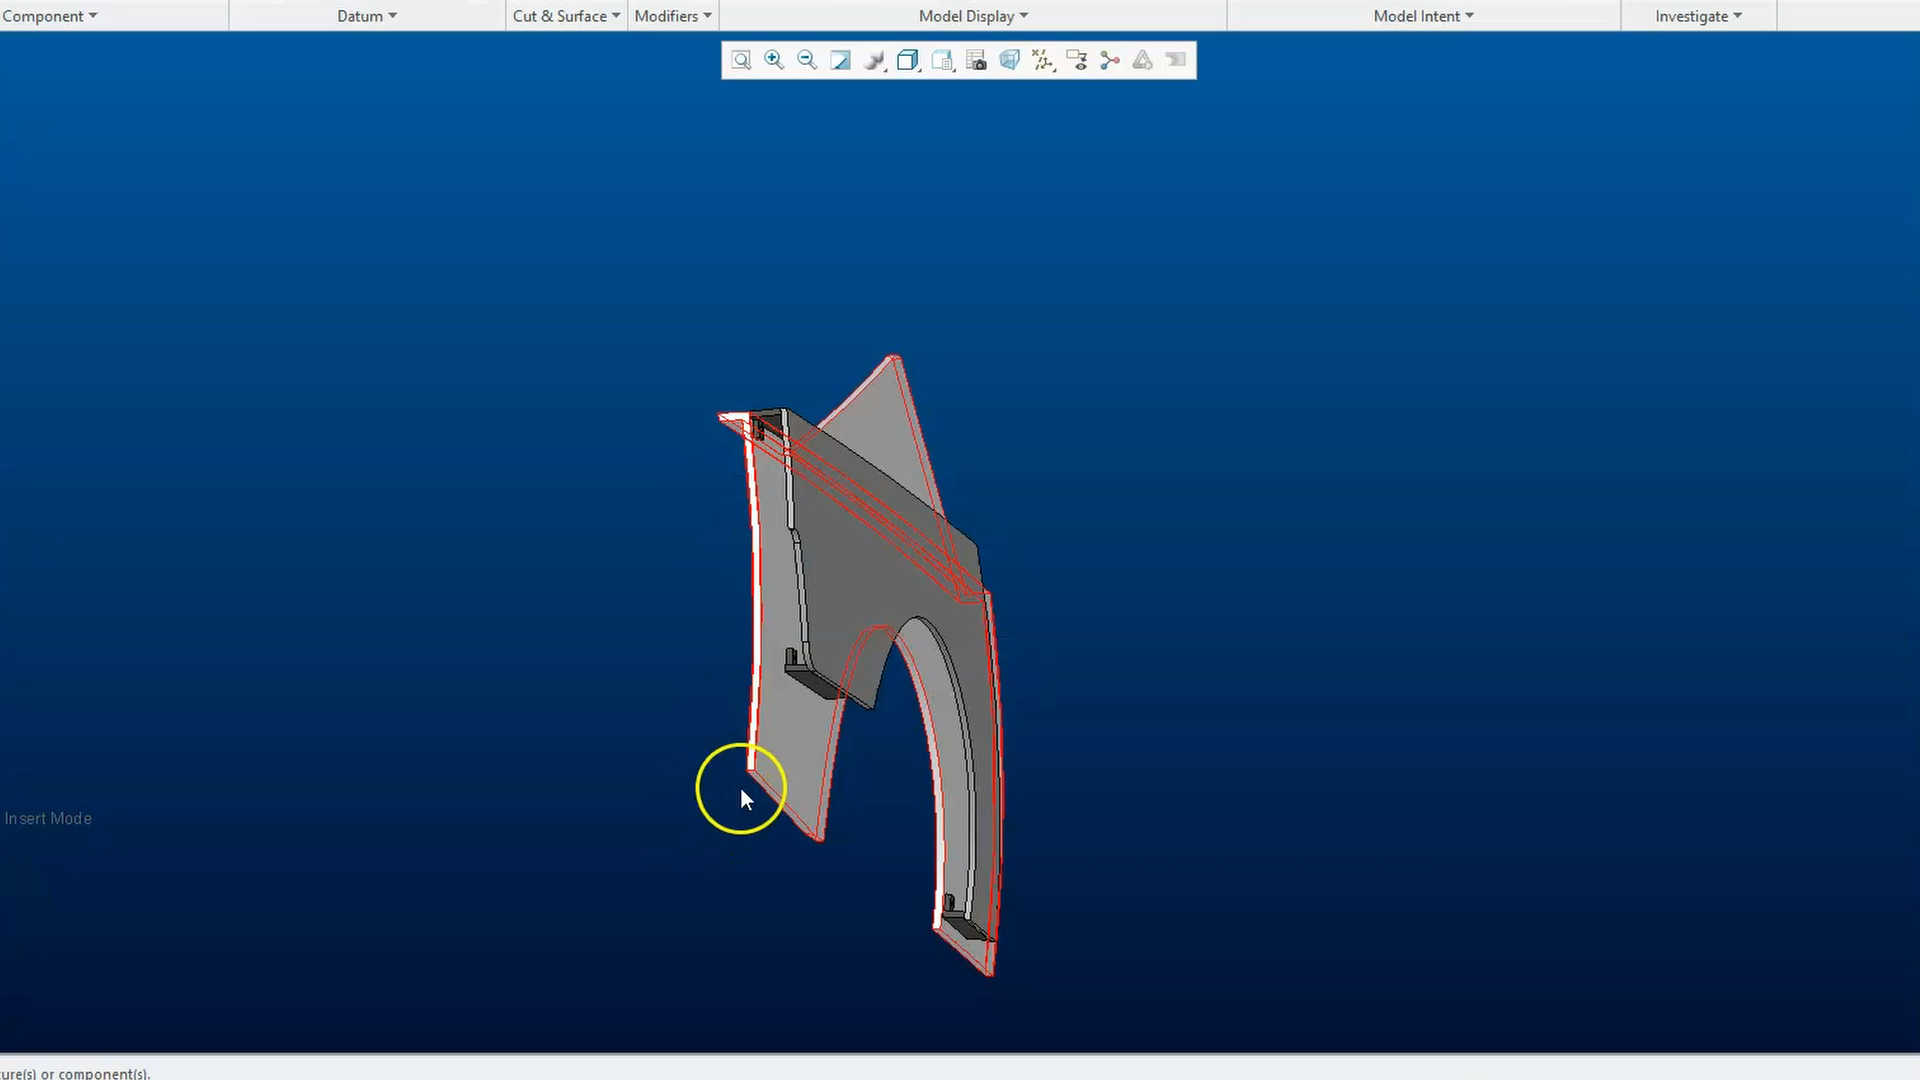 Component Datum Cut & Surface Modifiers Model Display Model Intent Investigate
Insert Mode
ure(s) or component(s).